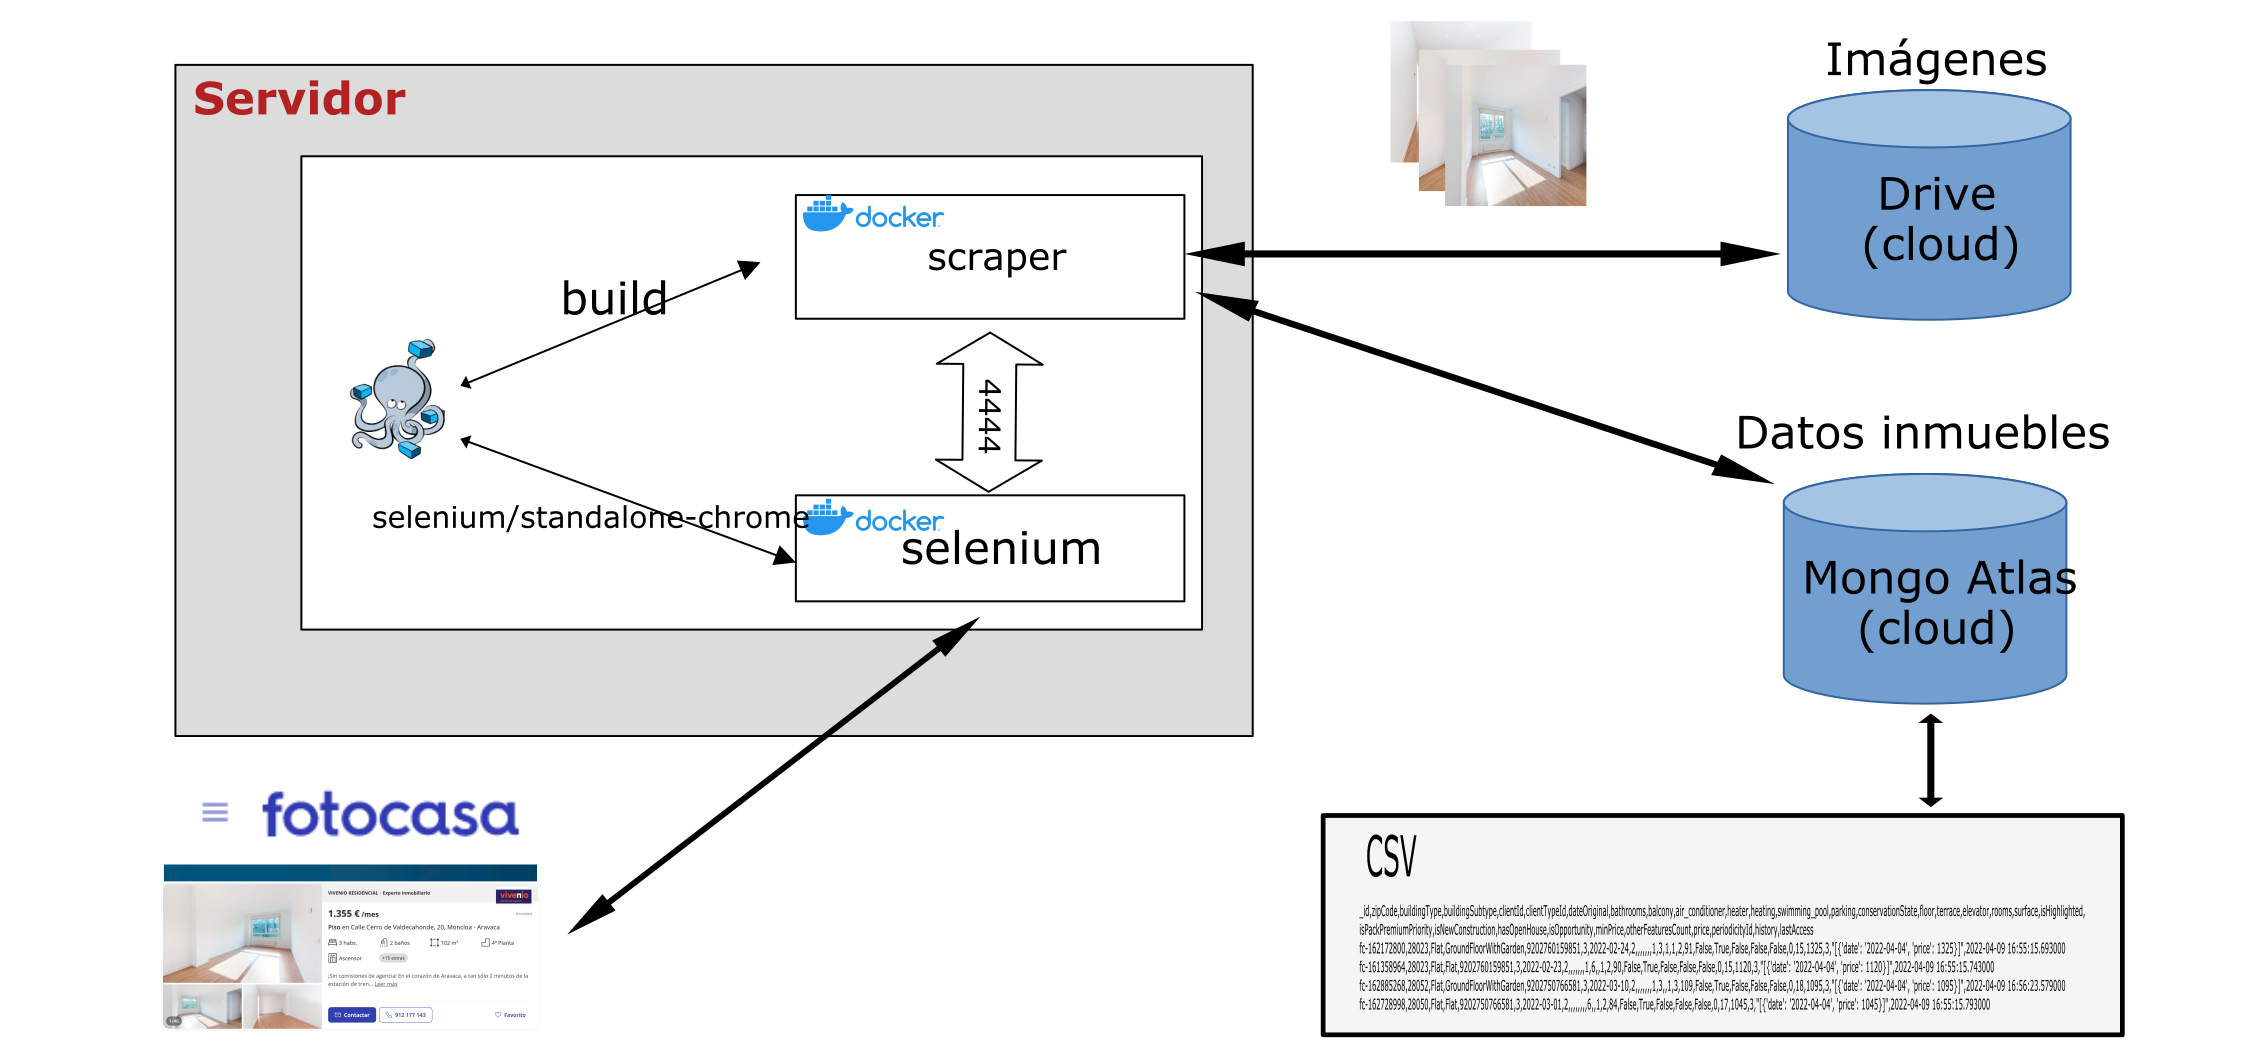 Servidor
docker
scraper
build
4444
selenium/standalone-chrome
docker
selenium
Imágenes
Drive
(cloud)
Datos inmuebles
Mongo Atlas
(cloud)
fotocasa
VIVENIO RESIDENCIAL · Experto inmobiliario
vivenio
1.355 € /mes
Piso en Calle Cerro de Valdecahonde, 20, Moncloa - Aravaca
3 habs.
2 baños
102 m²
4ª Planta
Ascensor
+15 extras
¡Sin comisiones de agencia! En el corazón de Aravaca, a tan sólo 2 minutos de la
estación de tren... Leer más
1/46
Contactar
912 177 143
Favorito
CSV
_id,zipCode,buildingType,buildingSubtype,clientId,clientTypeId,dateOriginal,bathrooms,balcony,air_conditioner,heater,heating,swimming_pool,parking,conservationState,floor,terrace,elevator,rooms,surface,isHighlighted,
isPackPremiumPriority,isNewConstruction,hasOpenHouse,isOpportunity,minPrice,otherFeaturesCount,price,periodicityId,history,lastAccess
fc-162172800,28023,Flat,GroundFloorWithGarden,9202760159851,3,2022-02-24,2,,,,,,,1,3,1,1,2,91,False,True,False,False,False,0,15,1325,3,"[{'date': '2022-04-04', 'price': 1325}]",2022-04-09 16:55:15.693000
fc-161358964,28023,Flat,Flat,9202760159851,3,2022-02-23,2,,,,,,,1,6,,1,2,90,False,True,False,False,False,0,15,1120,3,"[{'date': '2022-04-04', 'price': 1120}]",2022-04-09 16:55:15.743000
fc-162885268,28052,Flat,GroundFloorWithGarden,9202750766581,3,2022-03-10,2,,,,,,,1,3,,1,3,109,False,True,False,False,False,0,18,1095,3,"[{'date': '2022-04-04', 'price': 1095}]",2022-04-09 16:56:23.579000
fc-162728998,28050,Flat,Flat,9202750766581,3,2022-03-01,2,,,,,,,,6,,1,2,84,False,True,False,False,False,0,17,1045,3,"[{'date': '2022-04-04', 'price': 1045}]",2022-04-09 16:55:15.793000